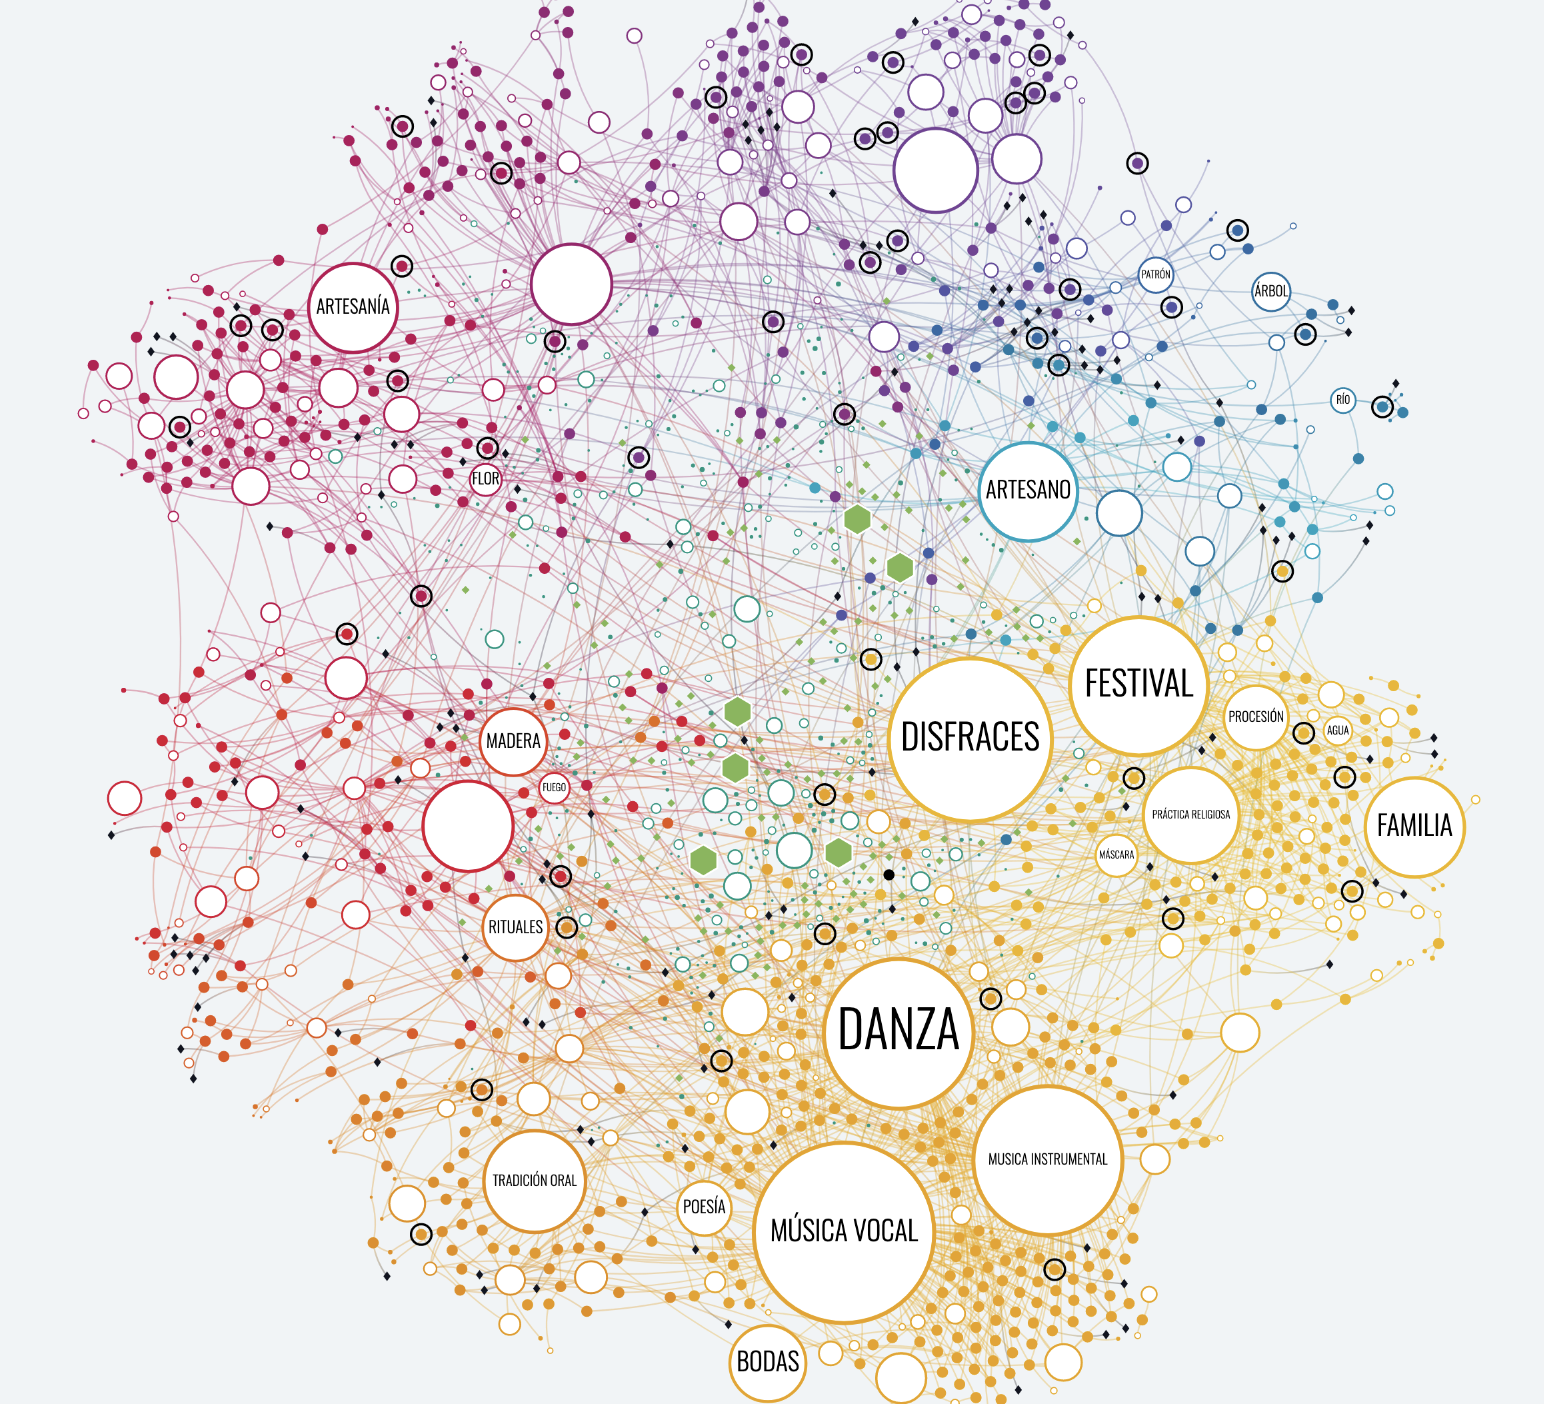 PATRÓN
ÁRBOL
ARTESANÍA
RÍO
FLOR
ARTESANO
FESTIVAL
PROCESIÓN
AGUA
DISFRACES
MADERA
FUEGO
PRÁCTICA RELIGIOSA
FAMILIA
MÁSCARA
RITUALES
DANZA
MUSICA INSTRUMENTAL
TRADICIÓN ORAL
POESÍA
MÚSICA VOCAL
BODAS